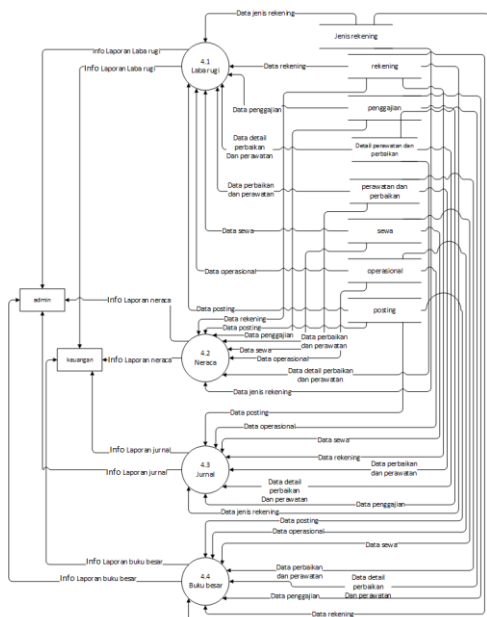 Data jenis rekening
Jenis rekening
Info Laporan Laba rugi
4.1
Laba rugi
Info Laporan Laba rugi
Data rekening
rekening
Data penggajian
penggajian
Data detail
perbaikan
Dan perawatan
Detail perawatan dan
perbaikan
Data perbaikan
dan perawatan
perawatan dan
perbaikan
Data sewa
sewa
Data operasional
operasional
Data posting
posting
admin
Info Laporan neraca
Data rekening
Data posting
Data penggajian
4.2
Neraca
Data perbaikan
dan perawatan
Data sewa
keuangan
Info Laporan neraca
Data operasional
Data detail perbaikan
dan perawatan
Data jenis rekening
Data posting
Data operasional
Data sewa
Info Laporan jurnal
4.3
Jurnal
Data rekening
Info Laporan jurnal
Data perbaikan
dan perawatan
Data detail
perbaikan
Dan perawatan
Data penggajian
Data jenis rekening
Data posting
Data operasional
Data sewa
Info Laporan buku besar
4.4
Buku besar
Data perbaikan
dan perawatan
Info Laporan buku besar
Data detail
perbaikan
Dan perawatan
Data penggajian
Data rekening